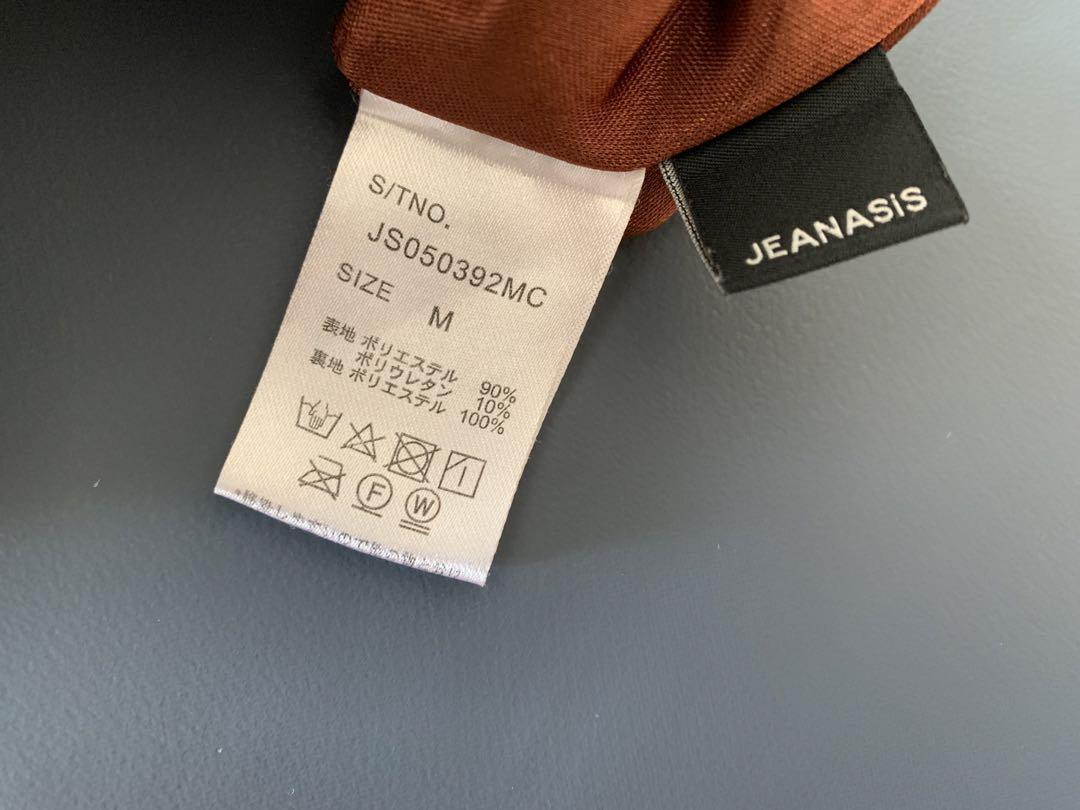 S/TNO.
JS050392MC
SIZE M
表地 ポリエステル 90%
ポリウレタン 10%
裏地 ポリエステル 100%
F W
JEANASiS